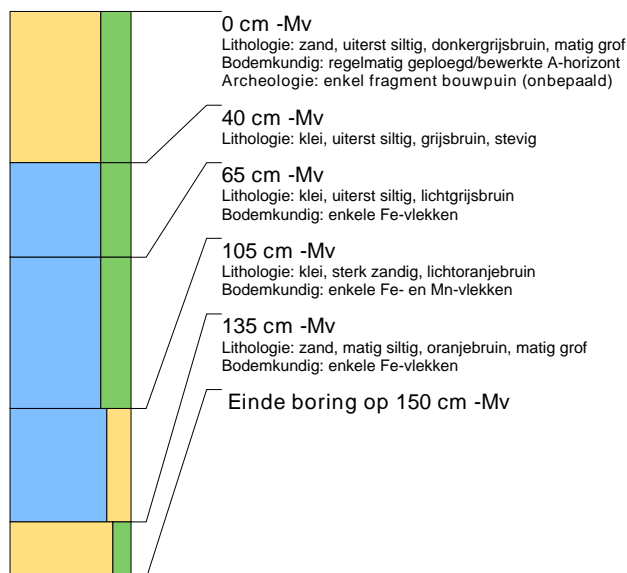 0 cm -Mv
Lithologie: zand, uiterst siltig, donkergrijsbruin, matig grof
Bodemkundig: regelmatig geploegd/bewerkte A-horizont
Archeologie: enkel fragment bouwpuin (onbepaald)
40 cm -Mv
Lithologie: klei, uiterst siltig, grijsbruin, stevig
65 cm -Mv
Lithologie: klei, uiterst siltig, lichtgrijsbruin
Bodemkundig: enkele Fe-vlekken
105 cm -Mv
Lithologie: klei, sterk zandig, lichtoranjebruin
Bodemkundig: enkele Fe- en Mn-vlekken
135 cm -Mv
Lithologie: zand, matig siltig, oranjebruin, matig grof
Bodemkundig: enkele Fe-vlekken
Einde boring op 150 cm -Mv